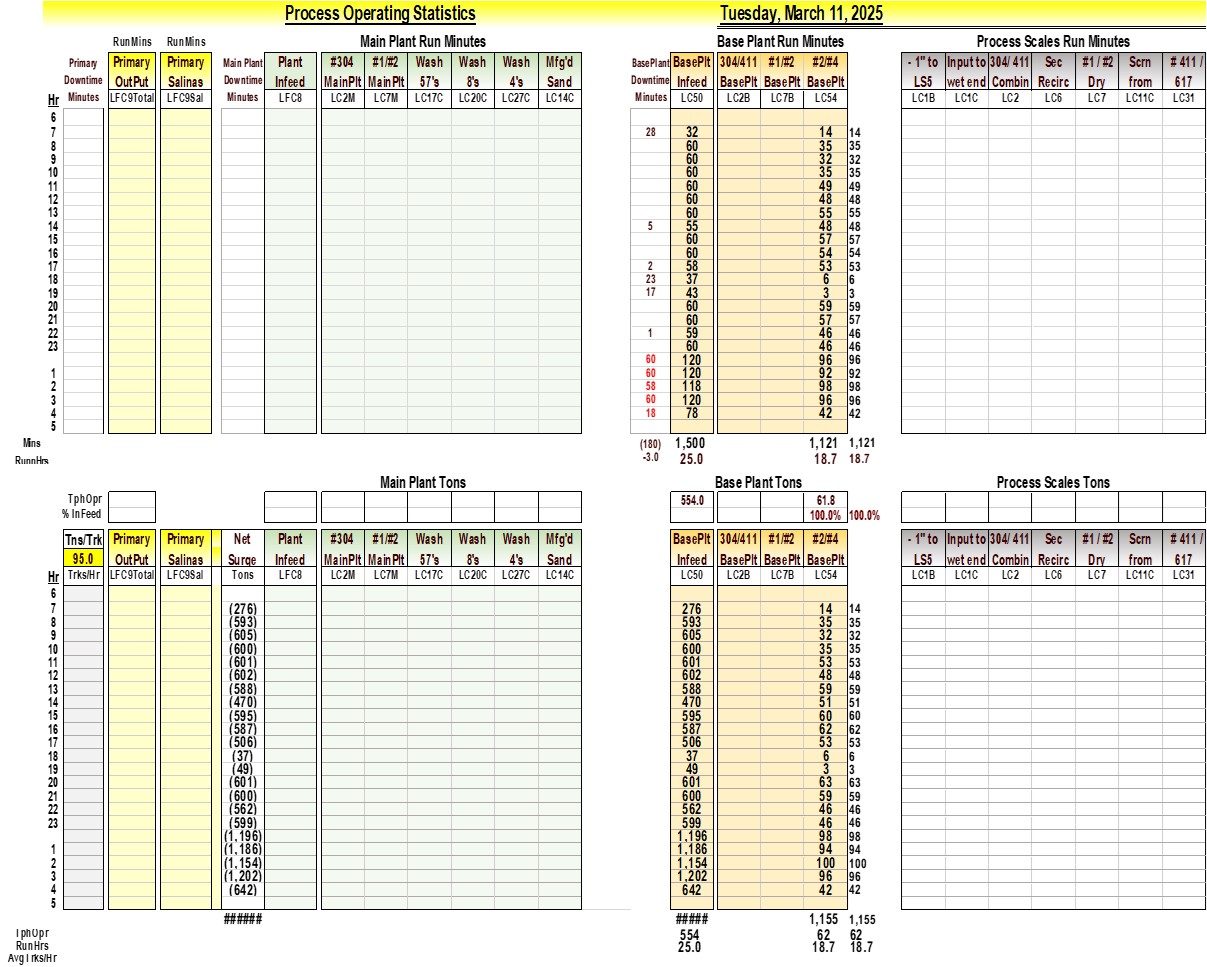 Process Operating Statistics Tuesday, March 11, 2025
RunMins RunMins Main Plant Run Minutes Base Plant Run Minutes Process Scales Run Minutes
Primary Primary Primary Main Plant Plant #304 #1/#2 Wash Wash Wash Mfg'd BasePlant BasePlt 304/411 #1/#2 #2/#4 - 1" to Input to 304/ 411 Sec #1 / #2 Scrn # 411 /
Downtime OutPut Salinas Downtime Infeed MainPlt MainPlt 57's 8's 4's Sand Downtime Infeed BasePlt BasePlt BasePlt LS5 wet end Combin Recirc Dry from 617
Hr Minutes LFC9Total LFC9Sal Minutes LFC8 LC2M LC7M LC17C LC20C LC27C LC14C Minutes LC50 LC2B LC7B LC54 LC1B LC1C LC2 LC6 LC7 LC11C LC31
6
7 28 32 14 14
8 60 35 35
9 60 32 32
10 60 35 35
11 60 49 49
12 60 48 48
13 60 55 55
14 5 55 48 48
15 60 57 57
16 60 54 54
17 2 58 53 53
18 23 37 6 6
19 17 43 3 3
20 60 59 59
21 60 57 57
22 1 59 46 46
23 60 46 46
60 120 96 96
1 60 120 92 92
2 58 118 98 98
3 60 120 96 96
4 18 78 42 42
5
Mins (180) 1,500 1,121 1,121
RunnHrs -3.0 25.0 18.7 18.7
Main Plant Tons Base Plant Tons Process Scales Tons
TphOpr 554.0 61.8
% InFeed 100.0% 100.0%
Tns/Trk Primary Primary Net Plant #304 #1/#2 Wash Wash Wash Mfg'd BasePlt 304/411 #1/#2 #2/#4 - 1" to Input to 304/ 411 Sec #1 / #2 Scrn # 411 /
95.0 OutPut Salinas Surge Infeed MainPlt MainPlt 57's 8's 4's Sand Infeed BasePlt BasePlt BasePlt LS5 wet end Combin Recirc Dry from 617
Hr Trks/Hr LFC9Total LFC9Sal Tons LFC8 LC2M LC7M LC17C LC20C LC27C LC14C LC50 LC2B LC7B LC54 LC1B LC1C LC2 LC6 LC7 LC11C LC31
6
7 (276) 276 14 14
8 (593) 593 35 35
9 (605) 605 32 32
10 (600) 600 35 35
11 (601) 601 53 53
12 (602) 602 48 48
13 (588) 588 59 59
14 (470) 470 51 51
15 (595) 595 60 60
16 (587) 587 62 62
17 (506) 506 53 53
18 (37) 37 6 6
19 (49) 49 3 3
20 (601) 601 63 63
21 (600) 600 59 59
22 (562) 562 46 46
23 (599) 599 46 46
(1,196) 1,196 98 98
1 (1,186) 1,186 94 94
2 (1,154) 1,154 100 100
3 (1,202) 1,202 96 96
4 (642) 642 42 42
5
###### ##### 1,155 1,155
TphOpr 554 62 62
RunHrs 25.0 18.7 18.7
AvgTrks/Hr